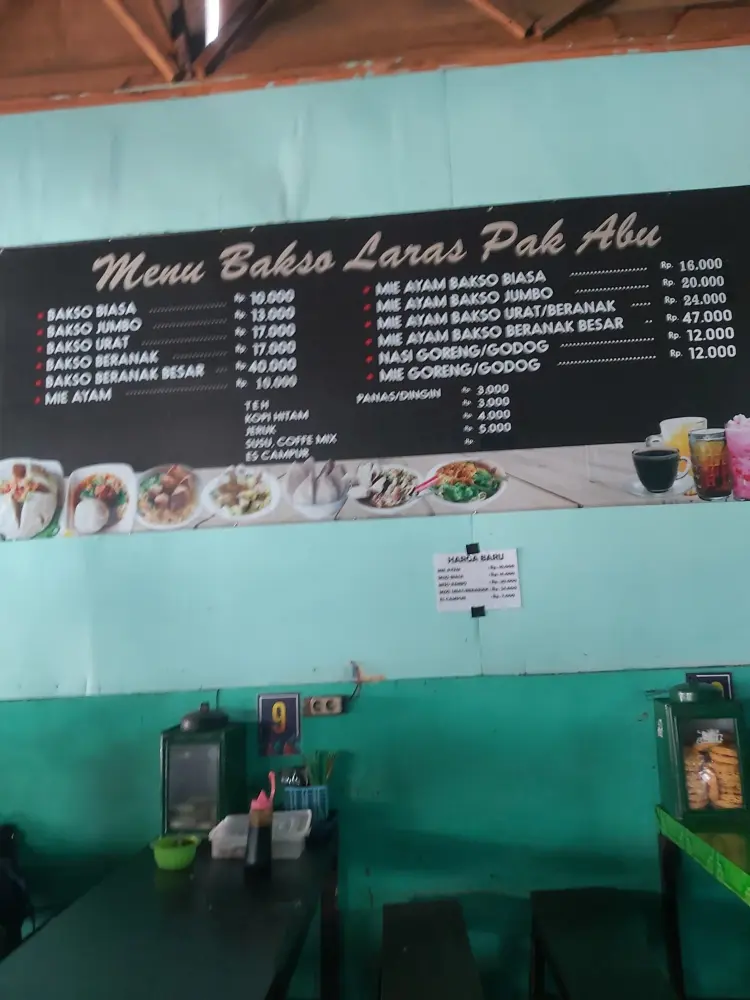 Menu Bakso Laras Pak Abu
BAKSO BIASA Rp 10.000
BAKSO JUMBO Rp 13.000
BAKSO URAT Rp 17.000
BAKSO BERANAK Rp 17.000
BAKSO BERANAK BESAR Rp 40.000
MIE AYAM Rp 10.000
MIE AYAM BAKSO BIASA Rp. 16.000
MIE AYAM BAKSO JUMBO Rp. 20.000
MIE AYAM BAKSO URAT/BERANAK Rp. 24.000
MIE AYAM BAKSO BERANAK BESAR Rp. 47.000
NASI GORENG/GODOG Rp. 12.000
MIE GORENG/GODOG Rp. 12.000
PANAS/DINGIN
TEH Rp 3.000
KOPI HITAM Rp 3.000
JERUK Rp 4.000
SUSU, COFFE MIX Rp 5.000
ES CAMPUR Rp
HARGA BARU
MIE AYAM
ES CAMPUR
9